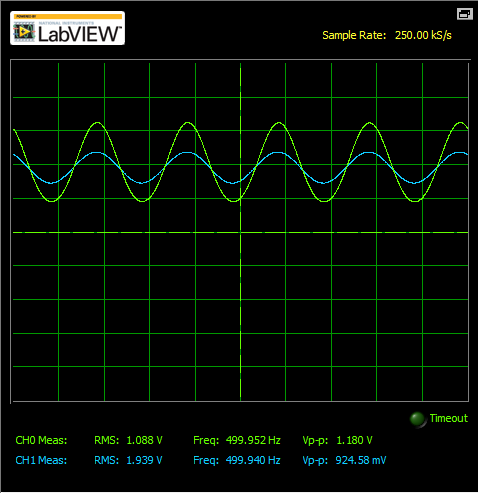 POWERED BY
NATIONAL INSTRUMENTS
LabVIEW™
Sample Rate: 250.00 kS/s
Timeout
CH0 Meas: RMS: 1.088 V Freq: 499.952 Hz Vp-p: 1.180 V
CH1 Meas: RMS: 1.939 V Freq: 499.940 Hz Vp-p: 924.58 mV